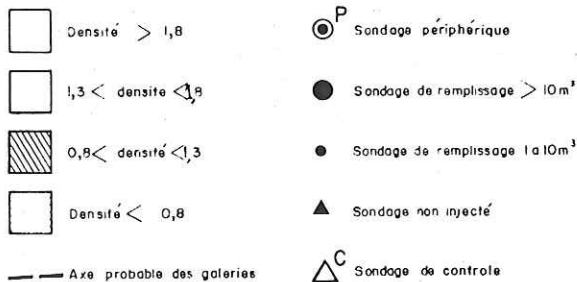 Densité > 1,8
1,3 < densité < 1,8
0,8 < densité < 1,3
Densité < 0,8
Axe probable des galeries
P Sondage périphérique
Sondage de remplissage > 10 m³
Sondage de remplissage 1 a 10 m³
Sondage non injecté
C Sondage de controle